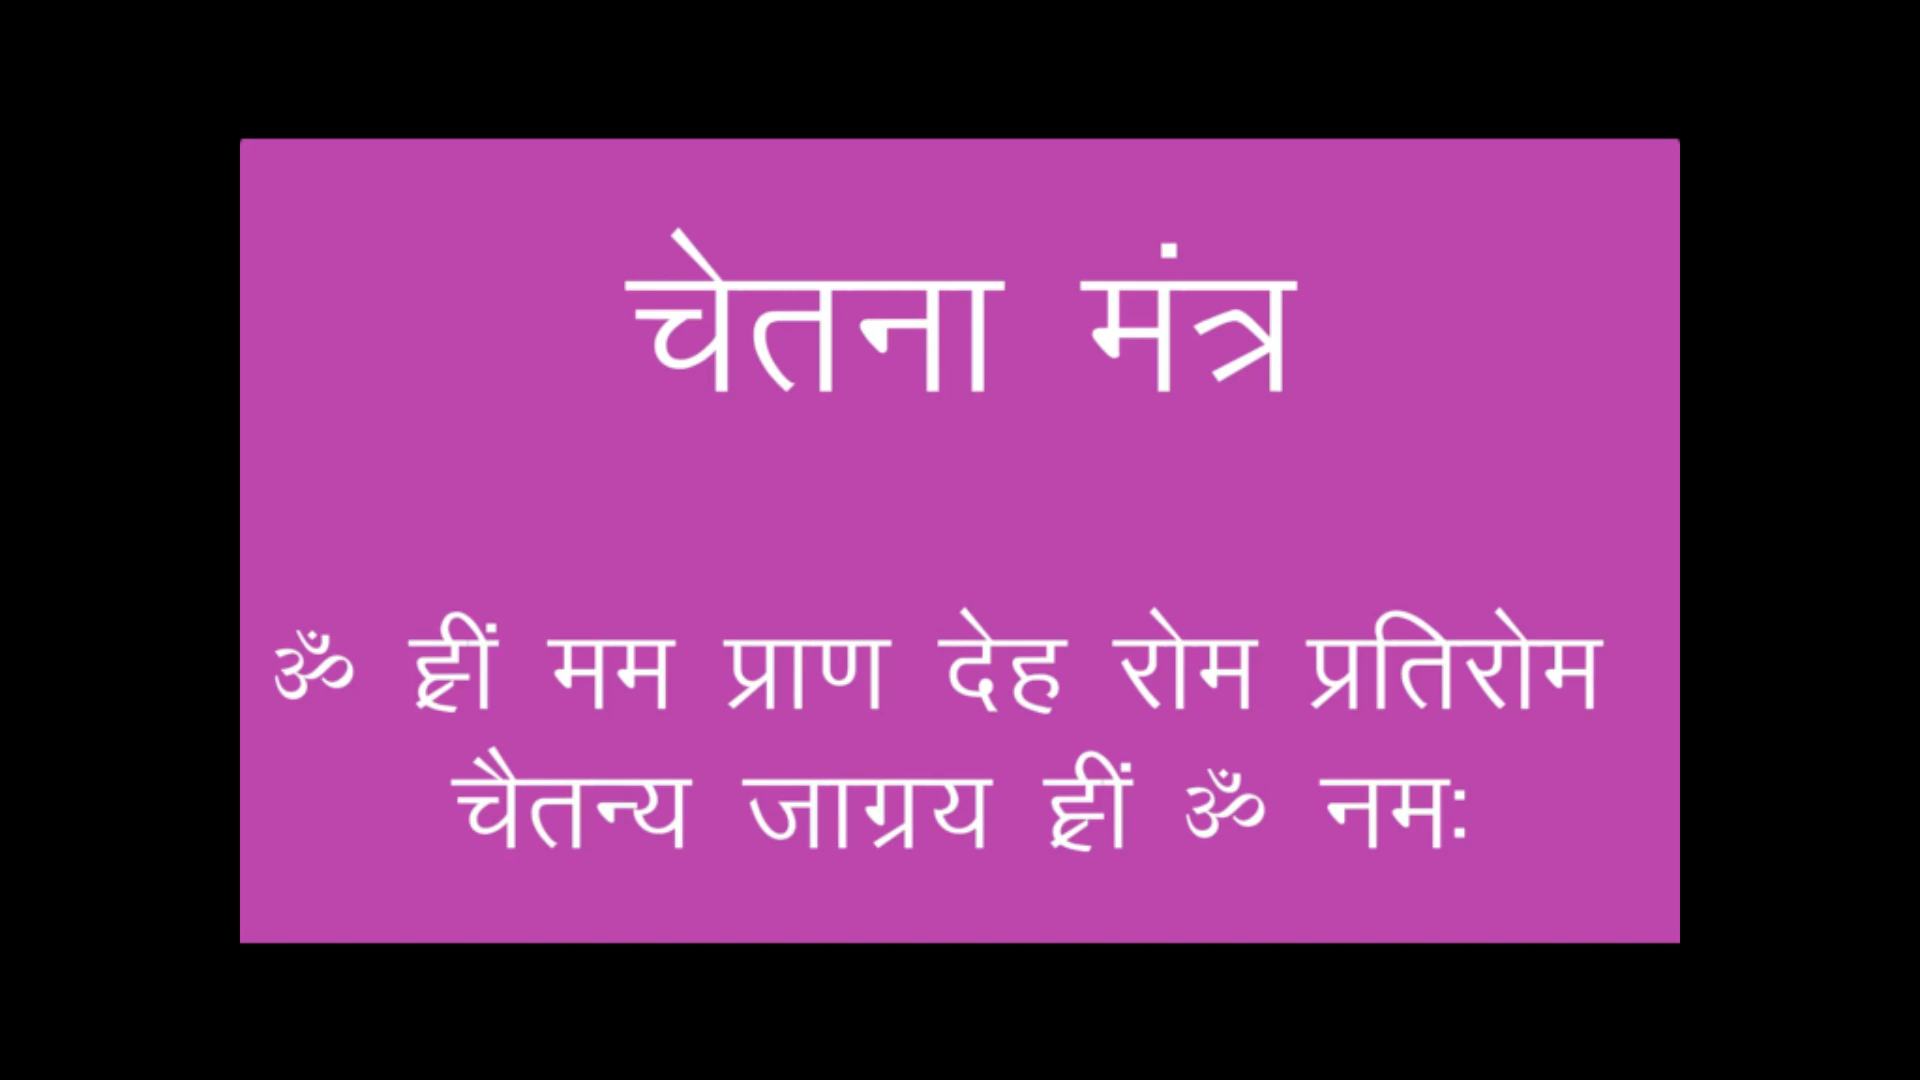 चेतना मंत्र
ॐ ह्रीं मम प्राण देह रोम प्रतिरोम
चैतन्य जाग्रय ह्रीं ॐ नम: